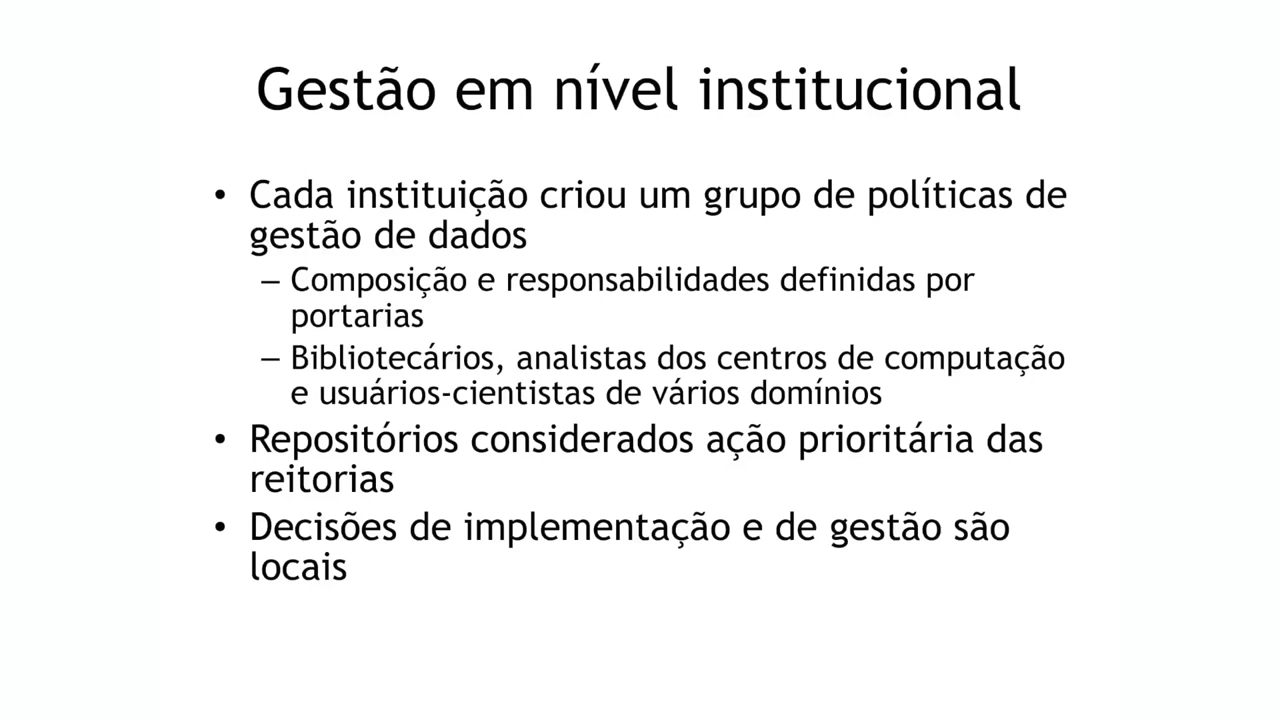 Gestão em nível institucional
• Cada instituição criou um grupo de políticas de
gestão de dados
– Composição e responsabilidades definidas por
portarias
– Bibliotecários, analistas dos centros de computação
e usuários-cientistas de vários domínios
• Repositórios considerados ação prioritária das
reitorias
• Decisões de implementação e de gestão são
locais